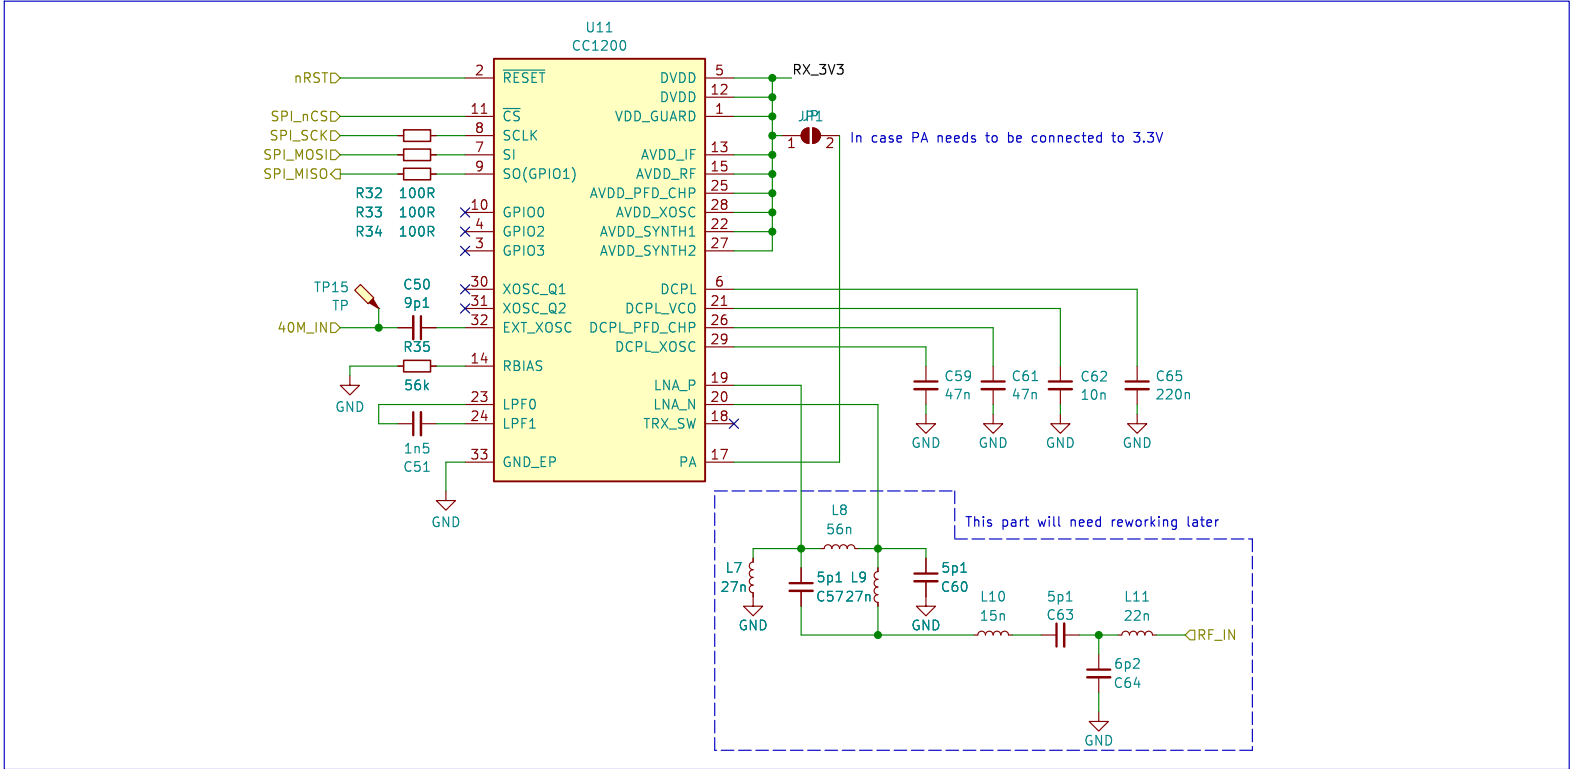 U11
CC1200
nRST 2 RESET DVDD 5 RX_3V3
DVDD 12
SPI_nCS 11 CS VDD_GUARD 1
SPI_SCK 8 SCLK 1 JP1 2 In case PA needs to be connected to 3.3V
SPI_MOSI 7 SI AVDD_IF 13
SPI_MISO 9 SO(GPIO1) AVDD_RF 15
R32 100R AVDD_PFD_CHP 25
R33 100R 10 GPIO0 AVDD_XOSC 28
R34 100R 4 GPIO2 AVDD_SYNTH1 22
3 GPIO3 AVDD_SYNTH2 27
TP15 C50 30 XOSC_Q1 DCPL 6
TP 9p1 31 XOSC_Q2 DCPL_VCO 21
40M_IN 32 EXT_XOSC DCPL_PFD_CHP 26
R35 DCPL_XOSC 29
14 RBIAS
56k LNA_P 19 C59 C61 C62 C65
47n 47n 10n 220n
GND 23 LPF0 LNA_N 20
24 LPF1 TRX_SW 18
1n5 GND GND GND GND
C51 33 GND_EP PA 17
GND
L8 This part will need reworking later
56n
L7 5p1 L9 5p1
27n C57 27n C60
GND GND
L10 5p1 L11
15n C63 22n
RF_IN
6p2
C64
GND